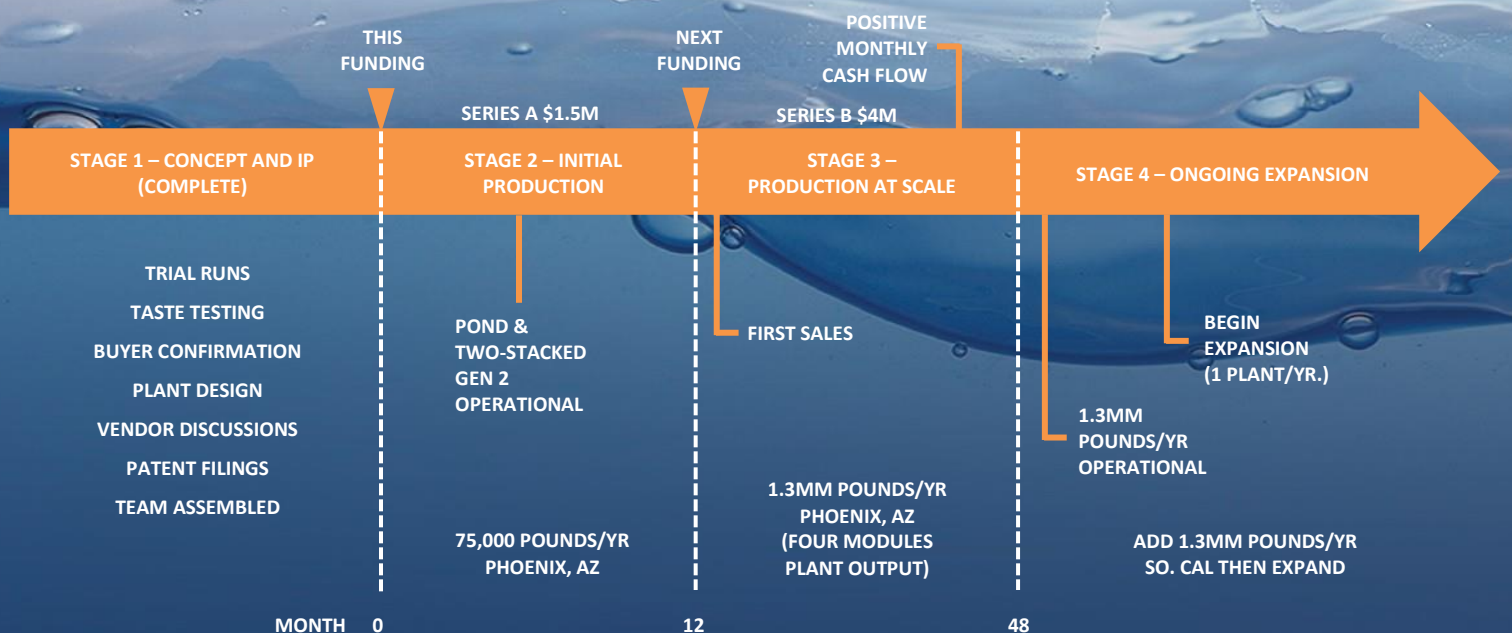 THIS
FUNDING
NEXT
FUNDING
POSITIVE
MONTHLY
CASH FLOW
SERIES A $1.5M
SERIES B $4M
STAGE 1 – CONCEPT AND IP
(COMPLETE)
STAGE 2 – INITIAL
PRODUCTION
STAGE 3 –
PRODUCTION AT SCALE
STAGE 4 – ONGOING EXPANSION
TRIAL RUNS
TASTE TESTING
BUYER CONFIRMATION
PLANT DESIGN
VENDOR DISCUSSIONS
PATENT FILINGS
TEAM ASSEMBLED
POND &
TWO-STACKED
GEN 2
OPERATIONAL
75,000 POUNDS/YR
PHOENIX, AZ
FIRST SALES
1.3MM POUNDS/YR
PHOENIX, AZ
(FOUR MODULES
PLANT OUTPUT)
BEGIN
EXPANSION
(1 PLANT/YR.)
1.3MM
POUNDS/YR
OPERATIONAL
ADD 1.3MM POUNDS/YR
SO. CAL THEN EXPAND
MONTH 0 12 48